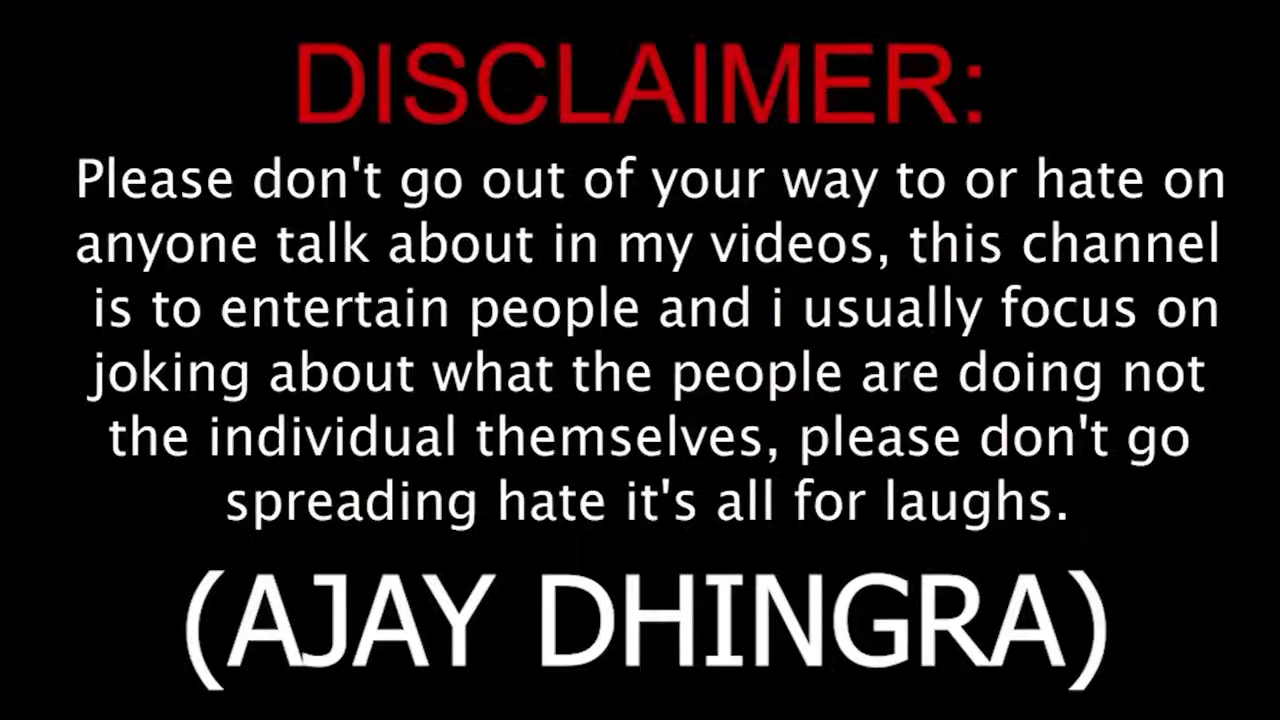 DISCLAIMER:
Please don't go out of your way to or hate on
anyone talk about in my videos, this channel
is to entertain people and i usually focus on
joking about what the people are doing not
the individual themselves, please don't go
spreading hate it's all for laughs.
(AJAY DHINGRA)